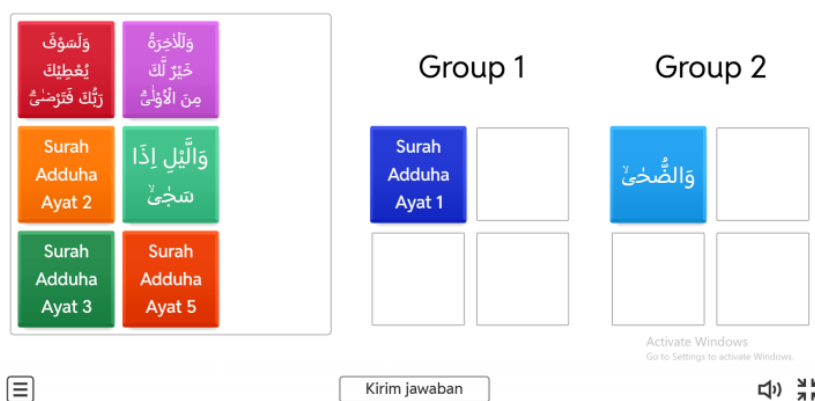 وَلَسَوْفَ
يُعْطِيْكَ
رَبُّكَ فَتَرْضٰىۗ
وَلَلْاٰخِرَةُ
خَيْرٌ لَّكَ
مِنَ الْاُوْلٰىۗ
Surah
Adduha
Ayat 2
وَالَّيْلِ اِذَا
سَجٰىۙ
Surah
Adduha
Ayat 3
Surah
Adduha
Ayat 5
Group 1
Surah
Adduha
Ayat 1
Group 2
وَالضُّحٰىۙ
Activate Windows
Go to Settings to activate Windows.
Kirim jawaban